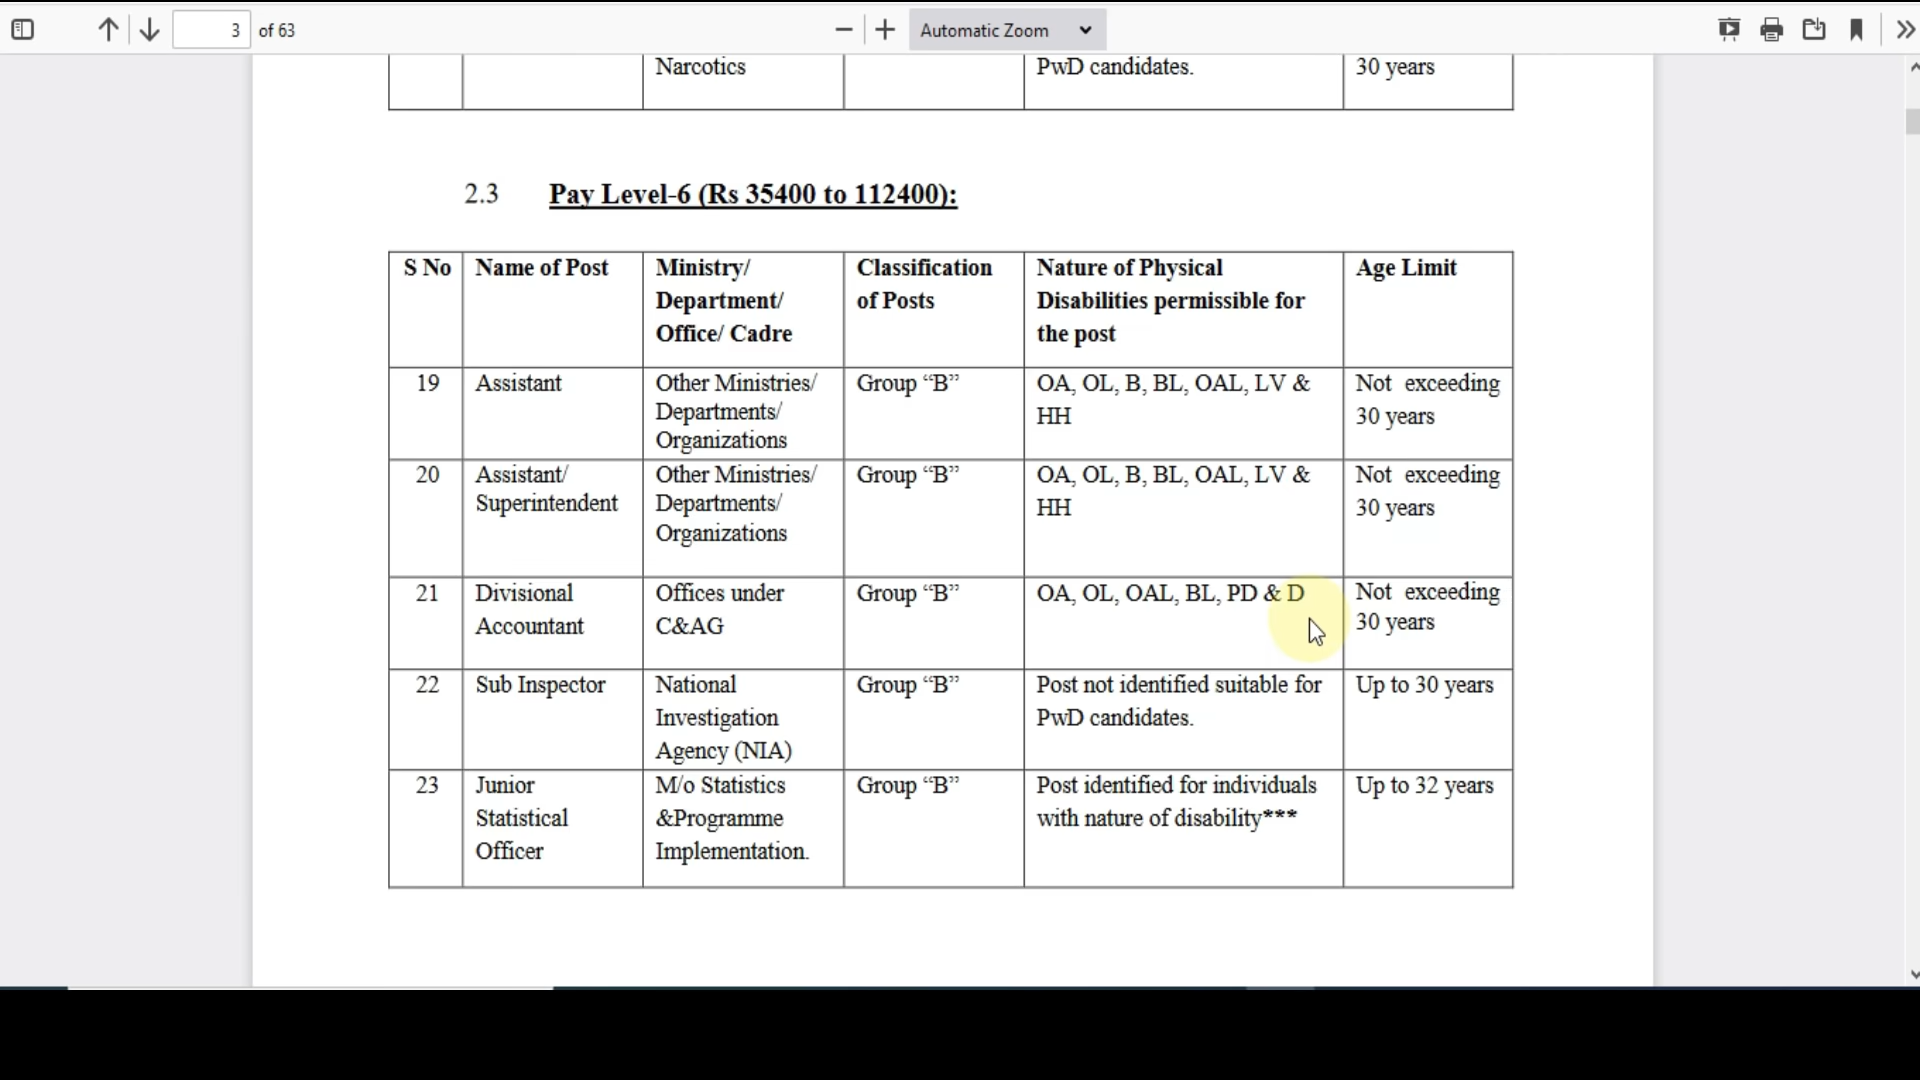 3 of 63 Automatic Zoom
Narcotics PwD candidates. 30 years
2.3 Pay Level-6 (Rs 35400 to 112400):
S No Name of Post Ministry/ Classification Nature of Physical Age Limit
Department/ of Posts Disabilities permissible for
Office/ Cadre the post
19 Assistant Other Ministries/ Group “B” OA, OL, B, BL, OAL, LV & Not exceeding
Departments/ HH 30 years
Organizations
20 Assistant/ Other Ministries/ Group “B” OA, OL, B, BL, OAL, LV & Not exceeding
Superintendent Departments/ HH 30 years
Organizations
21 Divisional Offices under Group “B” OA, OL, OAL, BL, PD & D Not exceeding
Accountant C&AG 30 years
22 Sub Inspector National Group “B” Post not identified suitable for Up to 30 years
Investigation PwD candidates.
Agency (NIA)
23 Junior M/o Statistics Group “B” Post identified for individuals Up to 32 years
Statistical &Programme with nature of disability***
Officer Implementation.